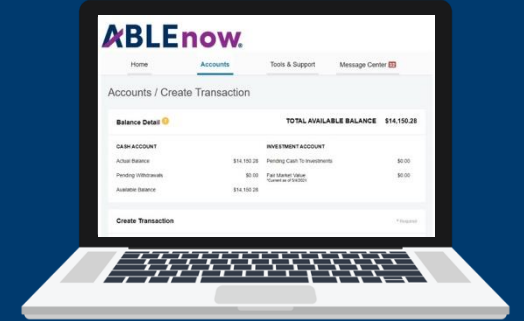 ABLEnow.
Home Accounts Tools & Support Message Center
Accounts / Create Transaction
Balance Detail ? TOTAL AVAILABLE BALANCE $14,150.28
CASH ACCOUNT INVESTMENT ACCOUNT
Actual Balance $14,150.28 Pending Cash To Investments $0.00
Pending Withdrawals $0.00 Fair Market Value $0.00
Available Balance $14,150.28
Create Transaction * Required